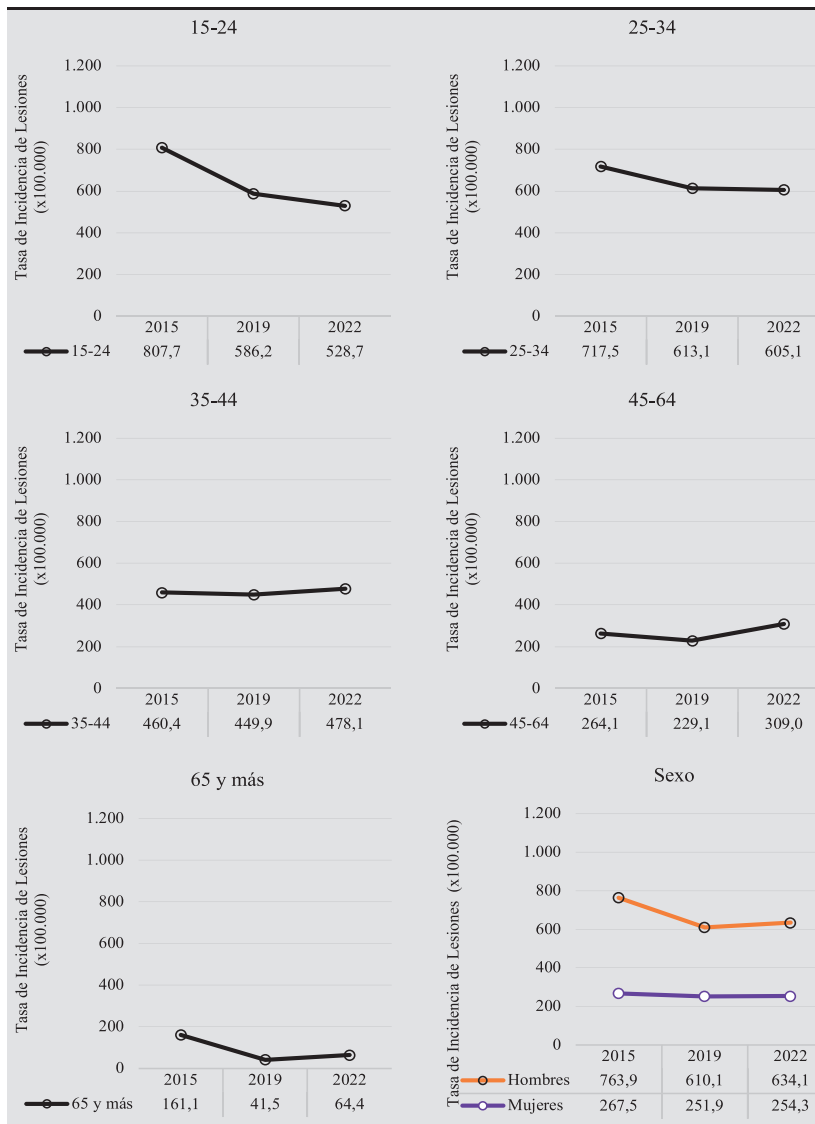 15-24
Tasa de Incidencia de Lesiones
(x100.000)
1.200
1.000
800
600
400
200
0
2015 2019 2022
15-24 807,7 586,2 528,7
25-34
Tasa de Incidencia de Lesiones
(x100.000)
1.200
1.000
800
600
400
200
0
2015 2019 2022
25-34 717,5 613,1 605,1
35-44
Tasa de Incidencia de Lesiones
(x100.000)
1.200
1.000
800
600
400
200
0
2015 2019 2022
35-44 460,4 449,9 478,1
45-64
Tasa de Incidencia de Lesiones
(x100.000)
1.200
1.000
800
600
400
200
0
2015 2019 2022
45-64 264,1 229,1 309,0
65 y más
Tasa de Incidencia de Lesiones
(x100.000)
1.200
1.000
800
600
400
200
0
2015 2019 2022
65 y más 161,1 41,5 64,4
Sexo
Tasa de Incidencia de Lesiones (x100.000)
1.200
1.000
800
600
400
200
0
2015 2019 2022
Hombres 763,9 610,1 634,1
Mujeres 267,5 251,9 254,3